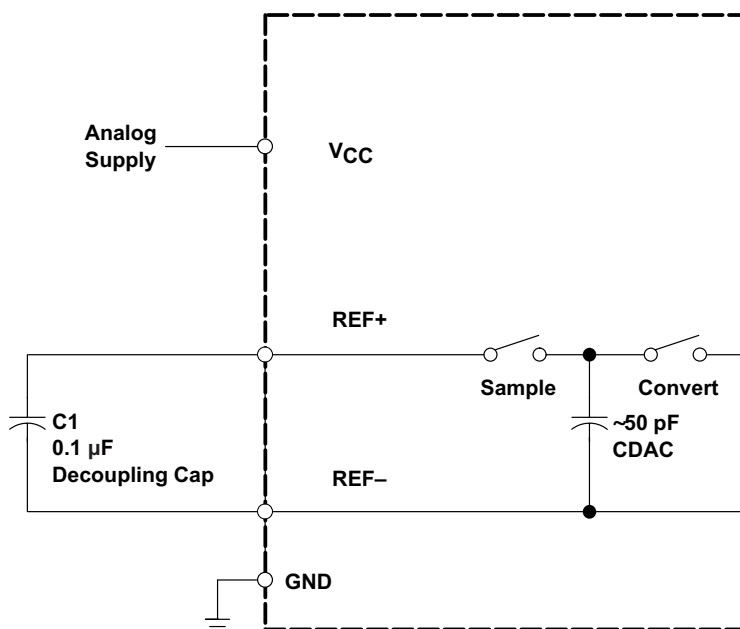 Analog
Supply
VCC
REF+
Sample
Convert
C1
0.1 µF
Decoupling Cap
~50 pF
CDAC
REF–
GND